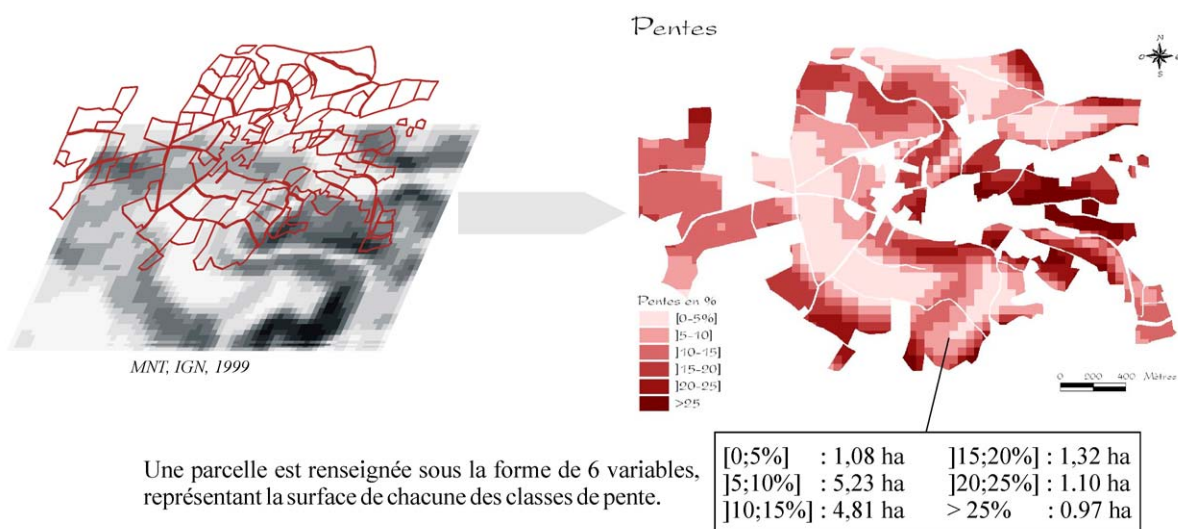 Pentes
N
O
E
S
MNT, IGN, 1999
Pentes en %
[0-5%]
]5-10]
]10-15]
]15-20]
]20-25]
>25
0 200 400 Mètres
Une parcelle est renseignée sous la forme de 6 variables,
représentant la surface de chacune des classes de pente.
[0;5%] : 1,08 ha ]15;20%] : 1,32 ha
]5;10%] : 5,23 ha ]20;25%] : 1.10 ha
]10;15%] : 4,81 ha > 25% : 0.97 ha